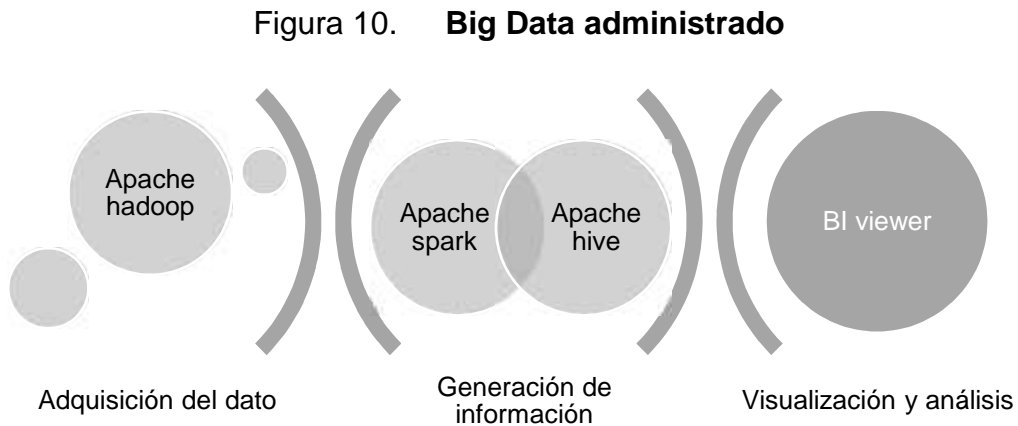 Figura 10. Big Data administrado
Apache
hadoop
Apache
spark
Apache
hive
BI viewer
Adquisición del dato
Generación de
información
Visualización y análisis